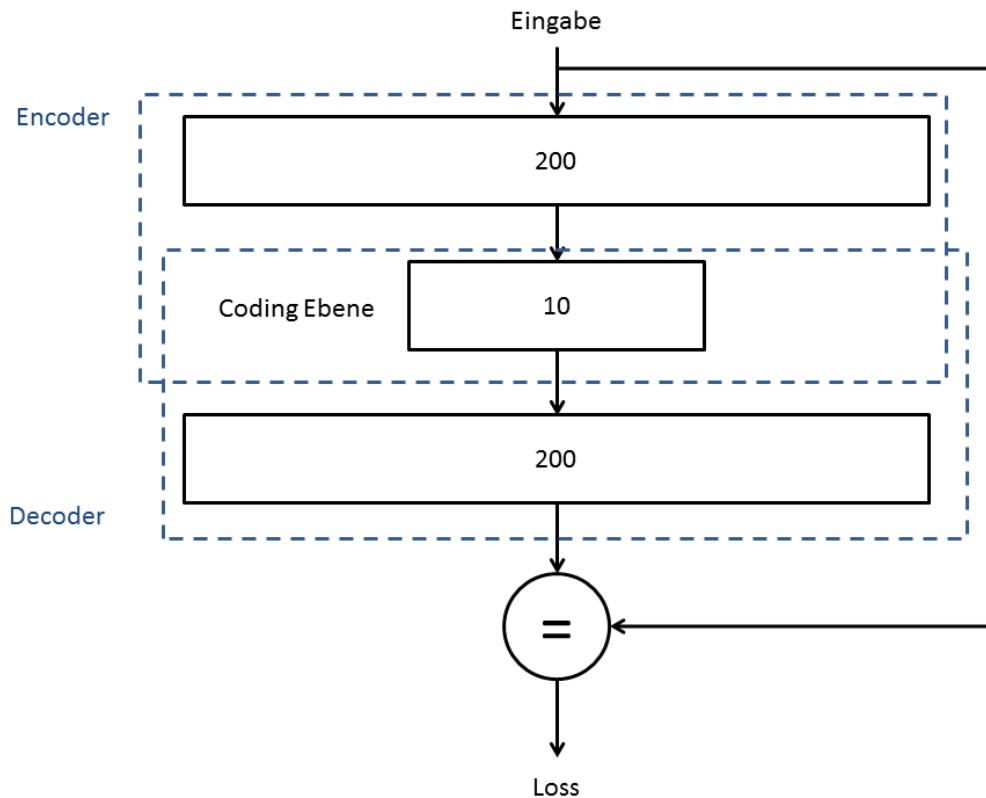 Eingabe
Encoder
200
Coding Ebene
10
200
Decoder
=
Loss